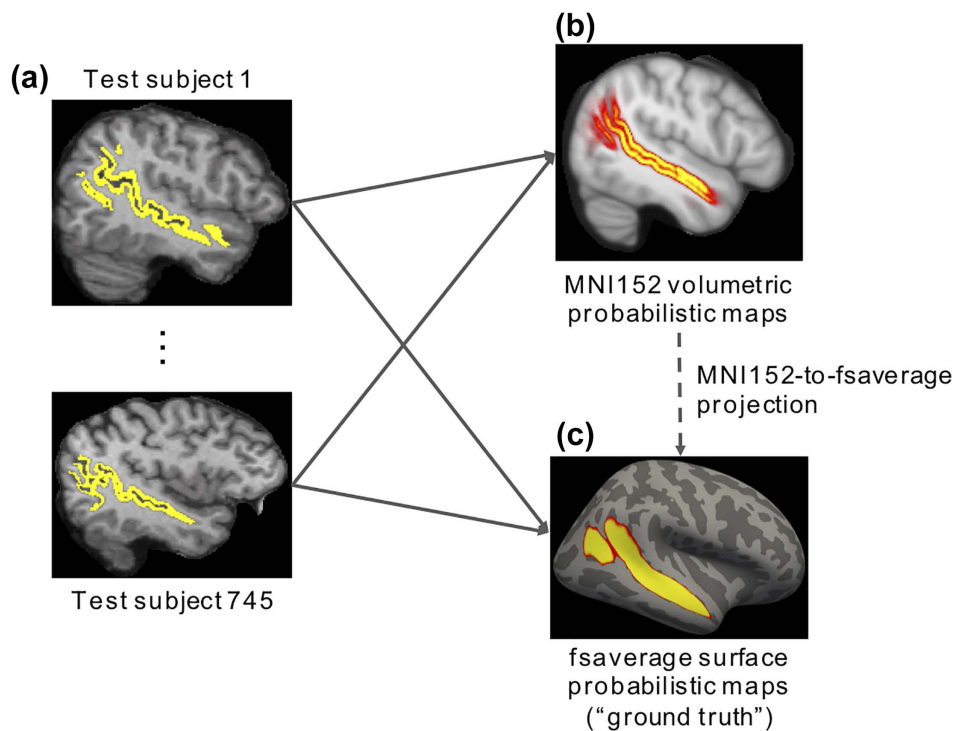 (a)
Test subject 1
⋮
Test subject 745
(b)
MNI152 volumetric
probabilistic maps
MNI152-to-fsaverage
projection
(c)
fsaverage surface
probabilistic maps
(“ground truth”)